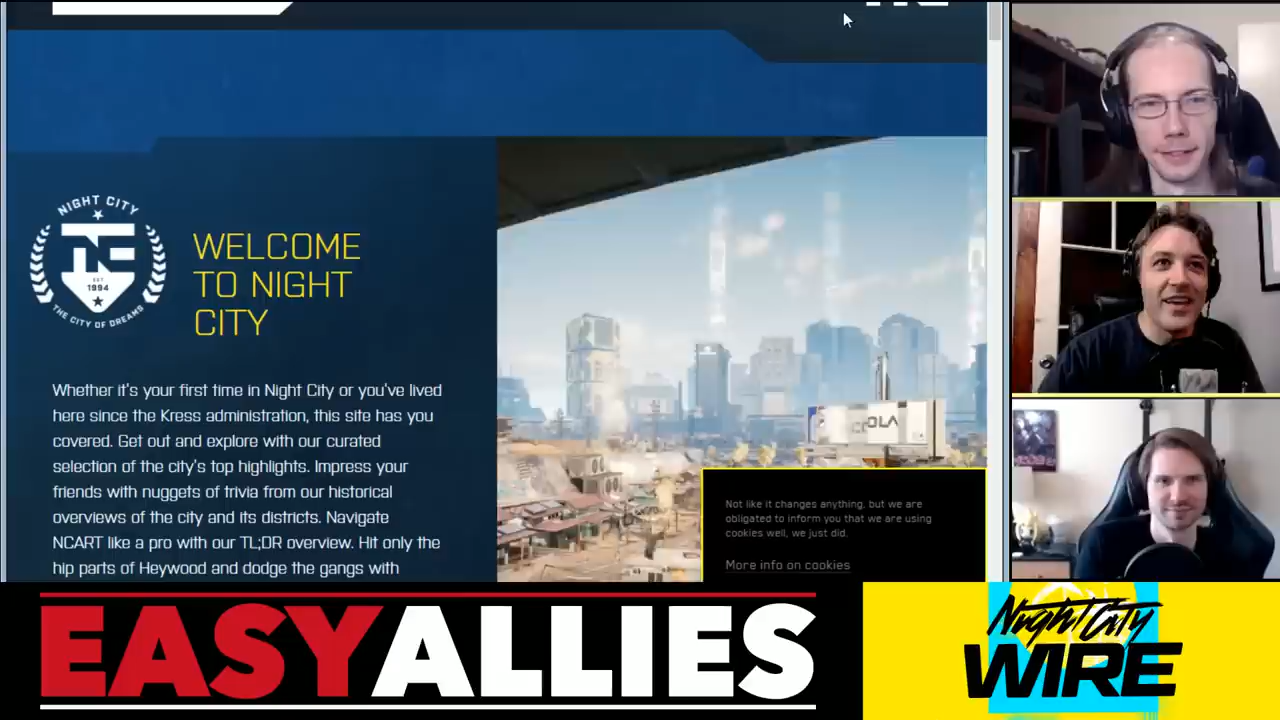 NIGHT CITY
NC
EST
1994
THE CITY OF DREAMS
WELCOME
TO NIGHT
CITY
Whether it's your first time in Night City or you've lived
here since the Kress administration, this site has you
covered. Get out and explore with our curated
selection of the city's top highlights. Impress your
friends with nuggets of trivia from our historical
overviews of the city and its districts. Navigate
NCART like a pro with our TL;DR overview. Hit only the
hip parts of Heywood and dodge the gangs with
Not like it changes anything, but we are
obligated to inform you that we are using
cookies well, we just did.
More info on cookies
EASYALLIES
Night City
WIRE